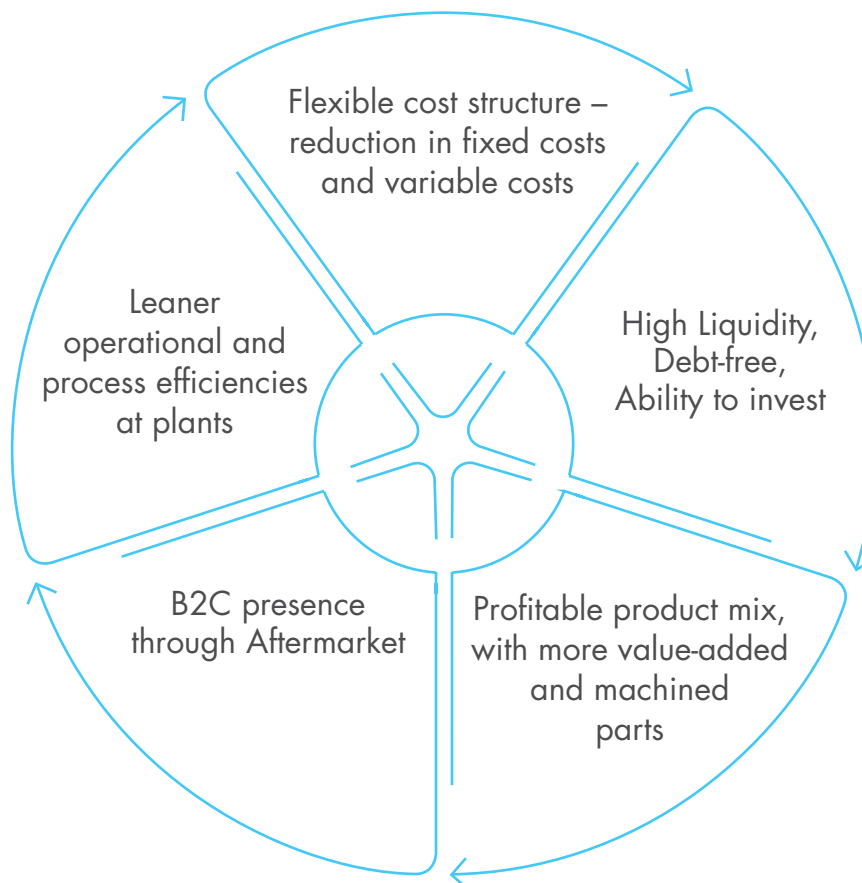 Flexible cost structure –
reduction in fixed costs
and variable costs
High Liquidity,
Debt-free,
Ability to invest
Profitable product mix,
with more value-added
and machined
parts
B2C presence
through Aftermarket
Leaner
operational and
process efficiencies
at plants